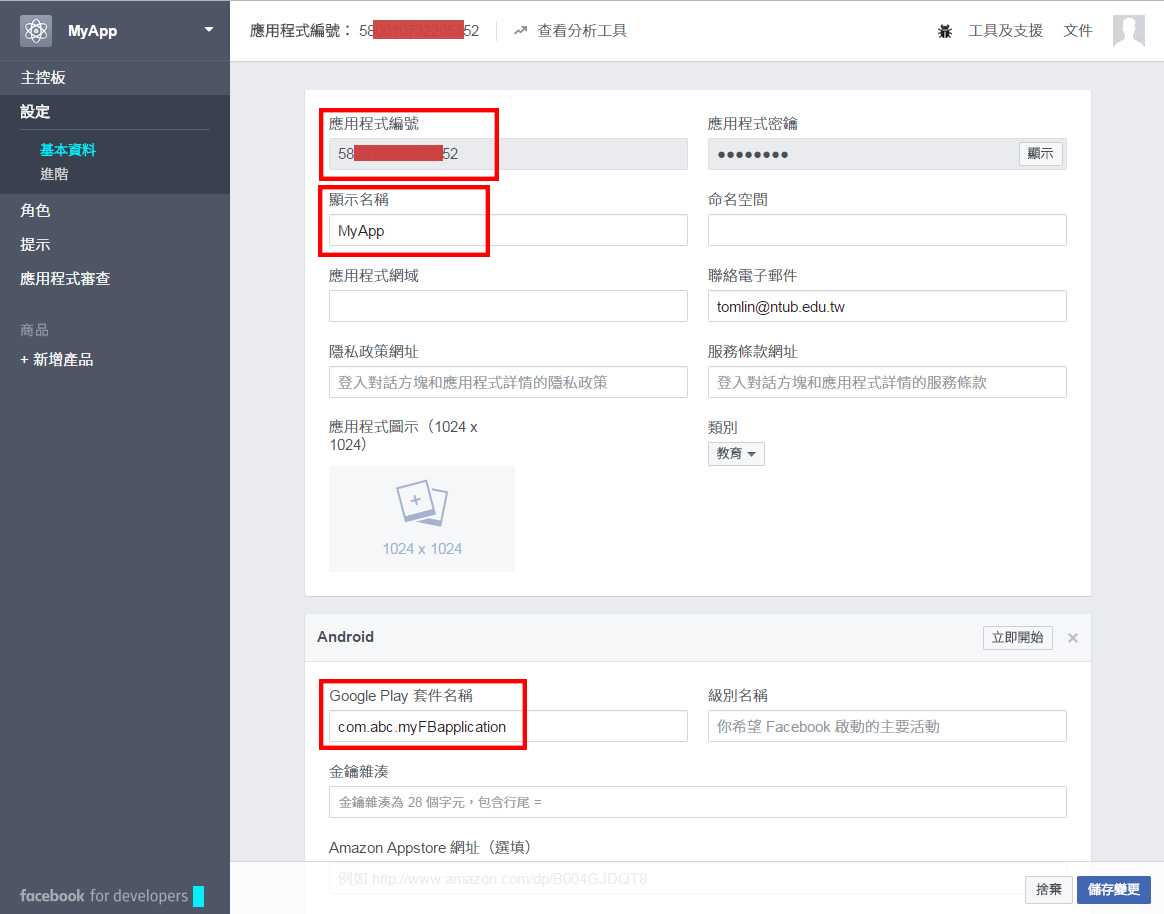 MyApp
應用程式編號： 58 52
查看分析工具
工具及支援
文件
主控板
設定
基本資料
進階
角色
提示
應用程式審查
商品
+ 新增產品
facebook for developers
應用程式編號
58 52
應用程式密鑰
●●●●●●●●
顯示
顯示名稱
MyApp
命名空間
應用程式網域
聯絡電子郵件
tomlin@ntub.edu.tw
隱私政策網址
登入對話方塊和應用程式詳情的隱私政策
服務條款網址
登入對話方塊和應用程式詳情的服務條款
應用程式圖示（1024 x
1024）
1024 x 1024
類別
教育
Android
立即開始
Google Play 套件名稱
com.abc.myFBapplication
級別名稱
你希望 Facebook 啟動的主要活動
金鑰雜湊
金鑰雜湊為 28 個字元，包含行尾 =
Amazon Appstore 網址（選填）
例如 http://www.amazon.com/dp/B004GJDQT8
捨棄
儲存變更